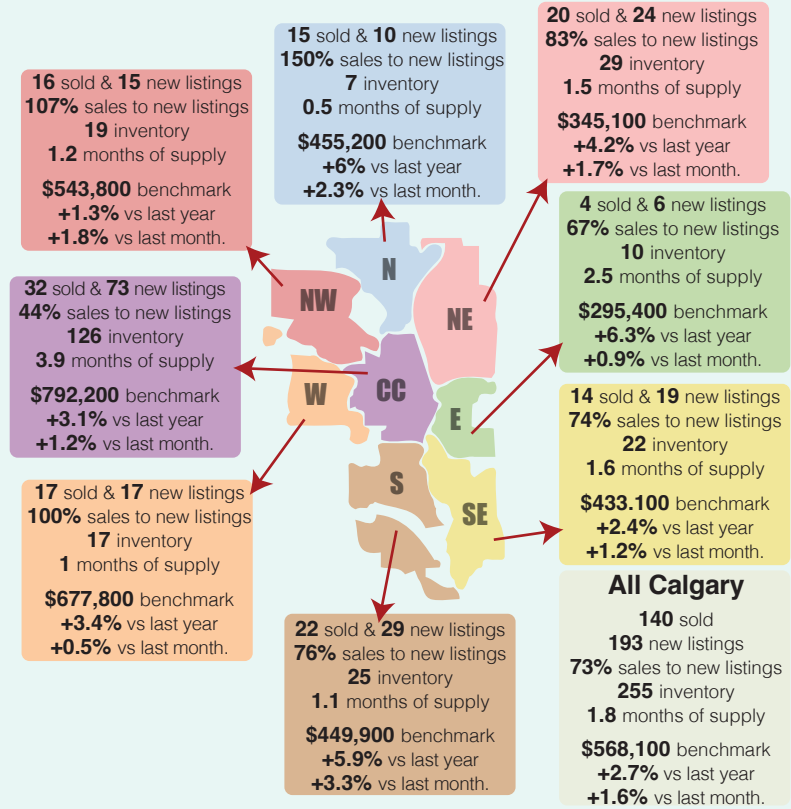 16 sold & 15 new listings
107% sales to new listings
19 inventory
1.2 months of supply
$543,800 benchmark
+1.3% vs last year
+1.8% vs last month.
15 sold & 10 new listings
150% sales to new listings
7 inventory
0.5 months of supply
$455,200 benchmark
+6% vs last year
+2.3% vs last month.
20 sold & 24 new listings
83% sales to new listings
29 inventory
1.5 months of supply
$345,100 benchmark
+4.2% vs last year
+1.7% vs last month.
4 sold & 6 new listings
67% sales to new listings
10 inventory
2.5 months of supply
$295,400 benchmark
+6.3% vs last year
+0.9% vs last month.
32 sold & 73 new listings
44% sales to new listings
126 inventory
3.9 months of supply
$792,200 benchmark
+3.1% vs last year
+1.2% vs last month.
N
NW
NE
W
CC
E
S
SE
14 sold & 19 new listings
74% sales to new listings
22 inventory
1.6 months of supply
$433.100 benchmark
+2.4% vs last year
+1.2% vs last month.
17 sold & 17 new listings
100% sales to new listings
17 inventory
1 months of supply
$677,800 benchmark
+3.4% vs last year
+0.5% vs last month.
22 sold & 29 new listings
76% sales to new listings
25 inventory
1.1 months of supply
$449,900 benchmark
+5.9% vs last year
+3.3% vs last month.
All Calgary
140 sold
193 new listings
73% sales to new listings
255 inventory
1.8 months of supply
$568,100 benchmark
+2.7% vs last year
+1.6% vs last month.